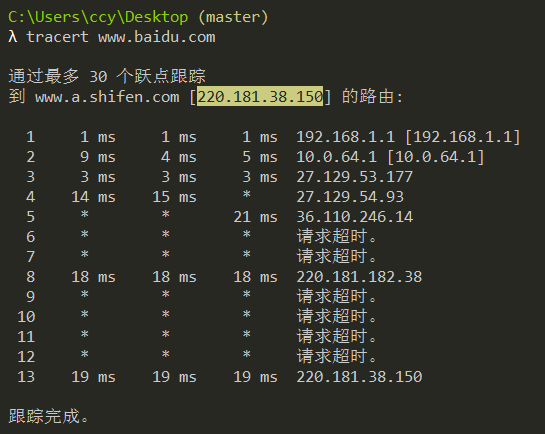 C:\Users\ccy\Desktop (master)
λ tracert www.baidu.com
通过最多 30 个跃点跟踪
到 www.a.shifen.com [220.181.38.150] 的路由:
1 1 ms 1 ms 1 ms 192.168.1.1 [192.168.1.1]
2 9 ms 4 ms 5 ms 10.0.64.1 [10.0.64.1]
3 3 ms 3 ms 3 ms 27.129.53.177
4 14 ms 15 ms * 27.129.54.93
5 * * 21 ms 36.110.246.14
6 * * * 请求超时。
7 * * * 请求超时。
8 18 ms 18 ms 18 ms 220.181.182.38
9 * * * 请求超时。
10 * * * 请求超时。
11 * * * 请求超时。
12 * * * 请求超时。
13 19 ms 19 ms 19 ms 220.181.38.150
跟踪完成。